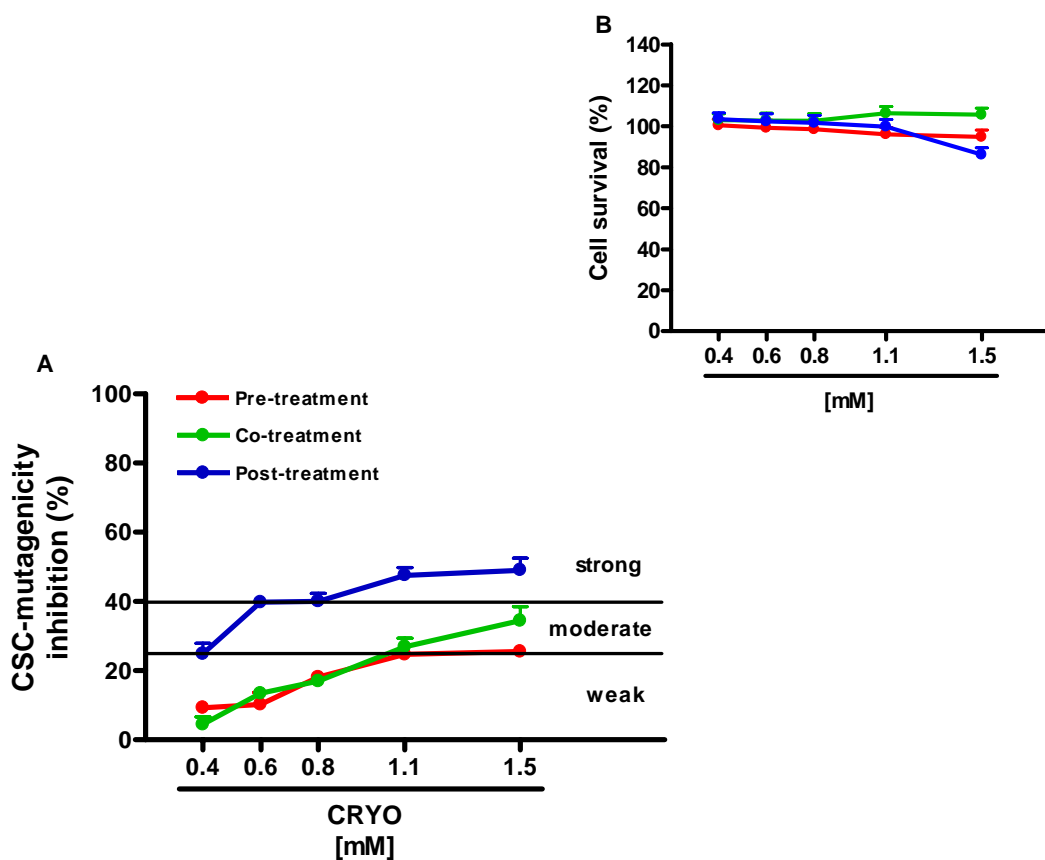 B
140
120
100
80
60
40
20
0
Cell survival (%)
0.4 0.6 0.8 1.1 1.5
[mM]
A
100
80
60
40
20
0
CSC-mutagenicity
inhibition (%)
Pre-treatment
Co-treatment
Post-treatment
strong
moderate
weak
0.4 0.6 0.8 1.1 1.5
CRYO
[mM]